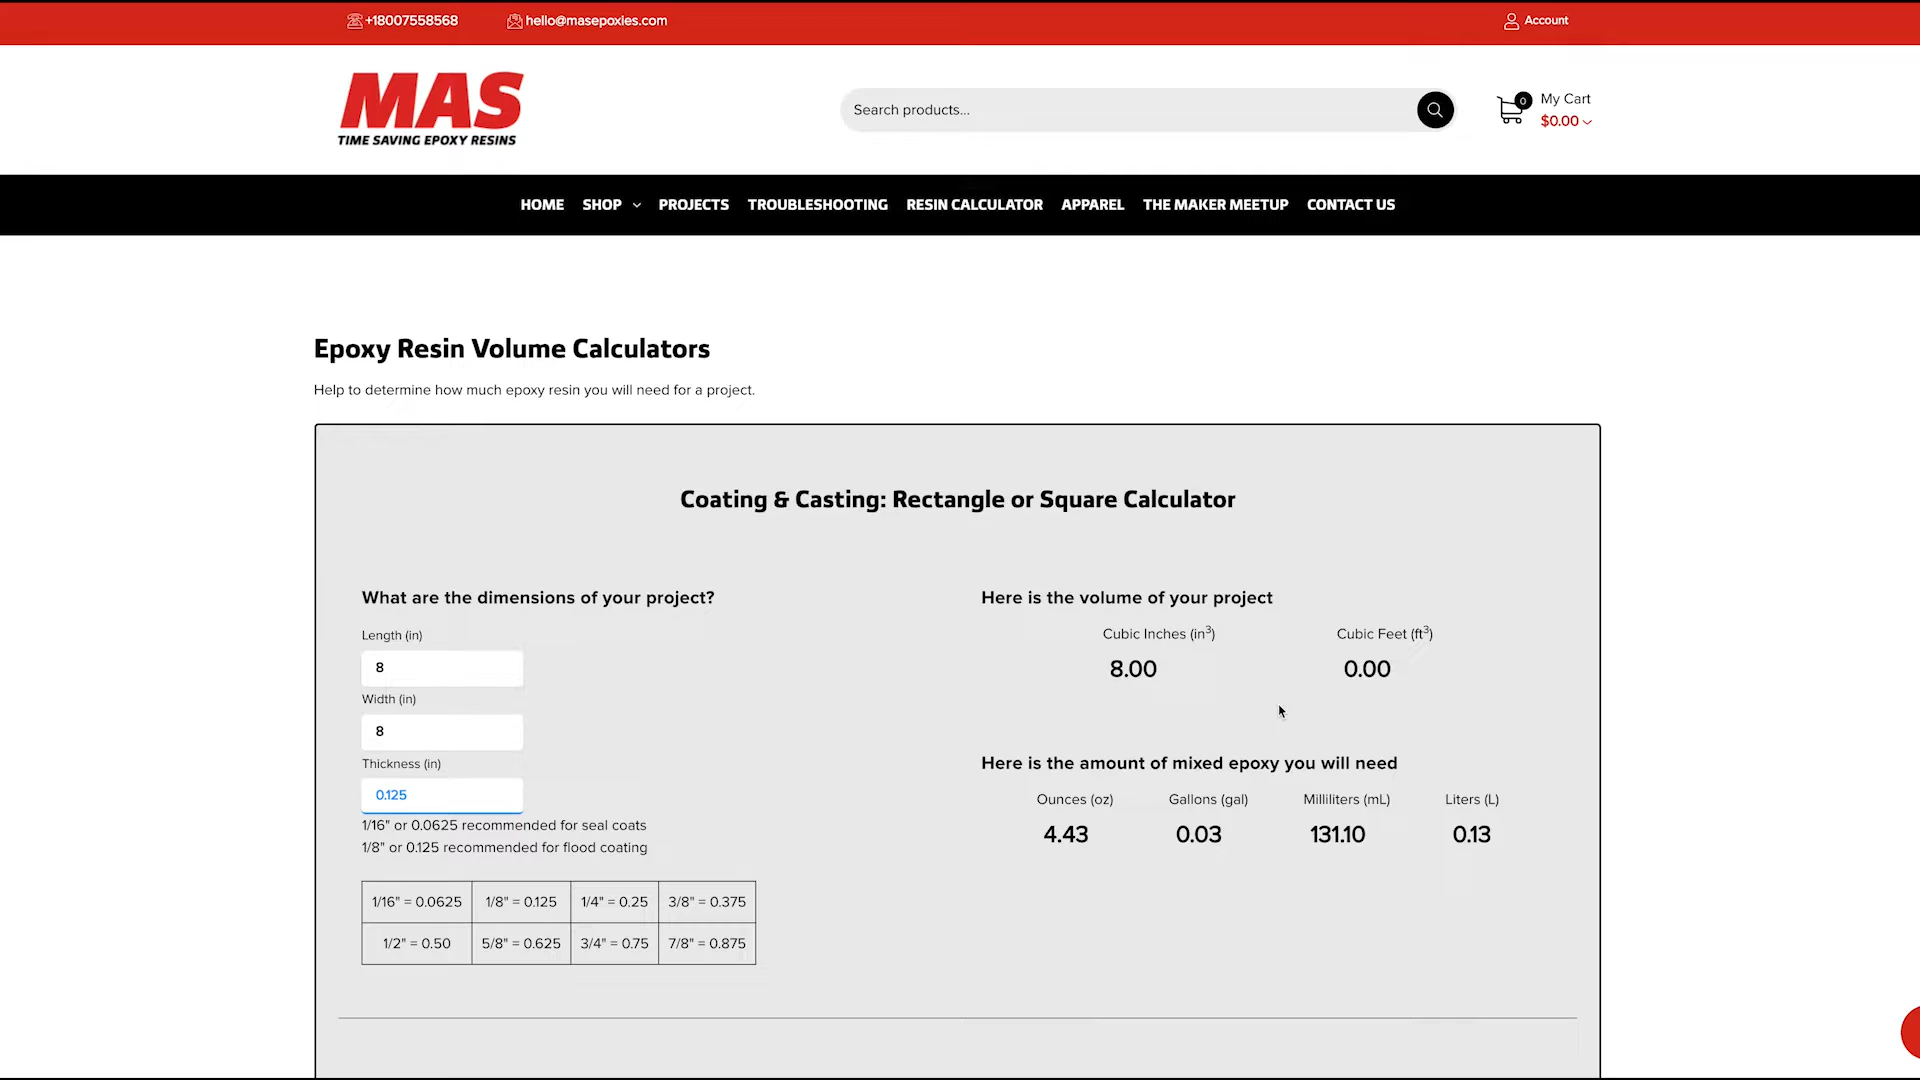 +18007558568
hello@masepoxies.com
Account
MAS
TIME SAVING EPOXY RESINS
Search products...
0
My Cart
$0.00
HOME SHOP PROJECTS TROUBLESHOOTING RESIN CALCULATOR APPAREL THE MAKER MEETUP CONTACT US
Epoxy Resin Volume Calculators
Help to determine how much epoxy resin you will need for a project.
Coating & Casting: Rectangle or Square Calculator
What are the dimensions of your project?
Length (in)
8
Width (in)
8
Thickness (in)
0.125
1/16" or 0.0625 recommended for seal coats
1/8" or 0.125 recommended for flood coating
1/16" = 0.0625 1/8" = 0.125 1/4" = 0.25 3/8" = 0.375
1/2" = 0.50 5/8" = 0.625 3/4" = 0.75 7/8" = 0.875
Here is the volume of your project
Cubic Inches (in³) Cubic Feet (ft³)
8.00 0.00
Here is the amount of mixed epoxy you will need
Ounces (oz) Gallons (gal) Milliliters (mL) Liters (L)
4.43 0.03 131.10 0.13